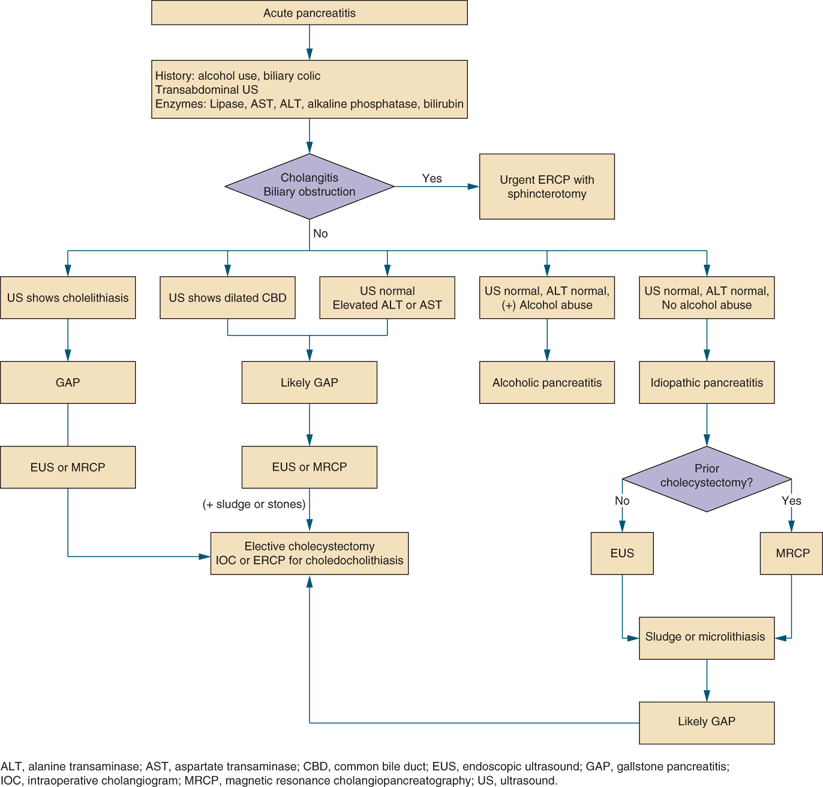 Acute pancreatitis
History: alcohol use, biliary colic
Transabdominal US
Enzymes: Lipase, AST, ALT, alkaline phosphatase, bilirubin
Cholangitis
Biliary obstruction
Yes
Urgent ERCP with
sphincterotomy
No
US shows cholelithiasis
US shows dilated CBD
US normal
Elevated ALT or AST
US normal, ALT normal,
(+) Alcohol abuse
US normal, ALT normal,
No alcohol abuse
GAP
Likely GAP
Alcoholic pancreatitis
Idiopathic pancreatitis
EUS or MRCP
EUS or MRCP
Prior
cholecystectomy?
No
Yes
(+ sludge or stones)
Elective cholecystectomy
IOC or ERCP for choledocholithiasis
EUS
MRCP
Sludge or microlithiasis
Likely GAP
ALT, alanine transaminase; AST, aspartate transaminase; CBD, common bile duct; EUS, endoscopic ultrasound; GAP, gallstone pancreatitis;
IOC, intraoperative cholangiogram; MRCP, magnetic resonance cholangiopancreatography; US, ultrasound.